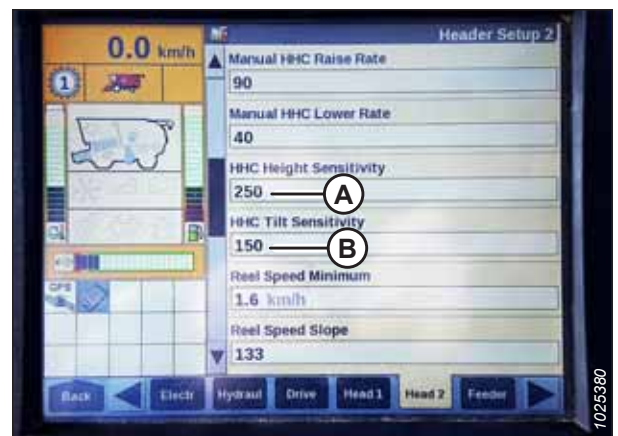 0.0 km/h
Header Setup 2
1
Manual HHC Raise Rate
90
Manual HHC Lower Rate
40
HHC Height Sensitivity
250
A
HHC Tilt Sensitivity
150
B
Reel Speed Minimum
1.6 km/h
Reel Speed Slope
133
GPS
Back
Electr
Hydraul
Drive
Head 1
Head 2
Feeder
1025380